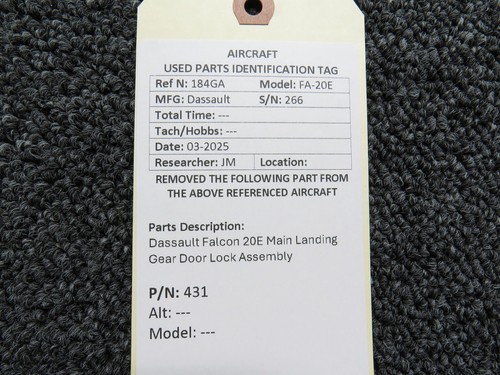 AIRCRAFT
USED PARTS IDENTIFICATION TAG
Ref N: 184GA Model: FA-20E
MFG: Dassault S/N: 266
Total Time: ---
Tach/Hobbs: ---
Date: 03-2025
Researcher: JM Location:
REMOVED THE FOLLOWING PART FROM
THE ABOVE REFERENCED AIRCRAFT
Parts Description:
Dassault Falcon 20E Main Landing
Gear Door Lock Assembly
P/N: 431
Alt: ---
Model: ---